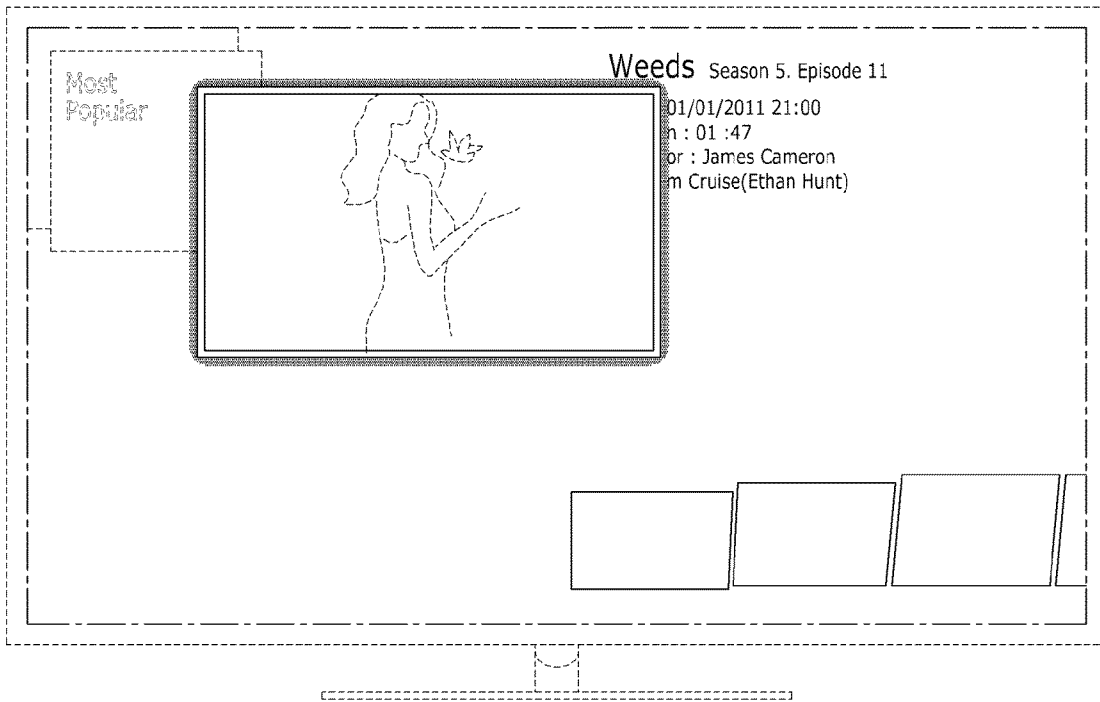 Most
Popular
Weeds Season 5. Episode 11
01/01/2011 21:00
n : 01 :47
or : James Cameron
m Cruise(Ethan Hunt)